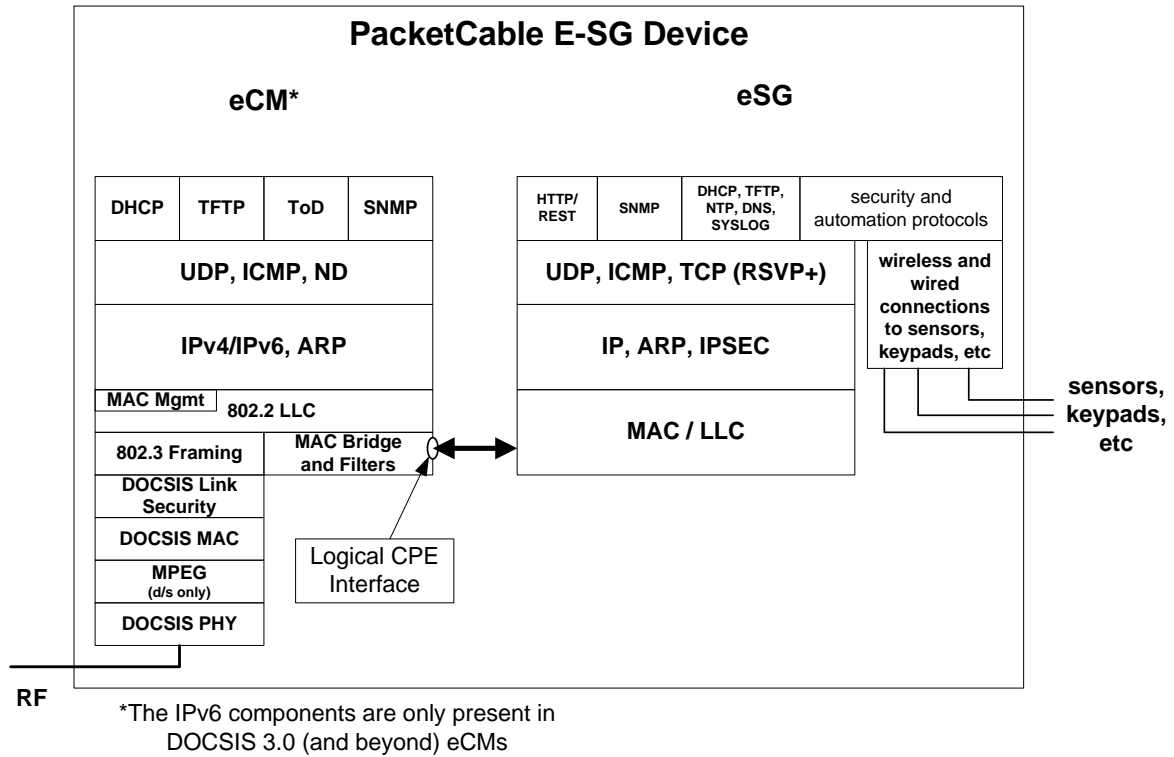 PacketCable E-SG Device
eCM*
eSG
DHCP
TFTP
ToD
SNMP
UDP, ICMP, ND
IPv4/IPv6, ARP
MAC Mgmt
802.2 LLC
802.3 Framing
MAC Bridge
and Filters
DOCSIS Link
Security
DOCSIS MAC
MPEG
(d/s only)
DOCSIS PHY
RF
Logical CPE
Interface
HTTP/
REST
SNMP
DHCP, TFTP,
NTP, DNS,
SYSLOG
security and
automation protocols
UDP, ICMP, TCP (RSVP+)
IP, ARP, IPSEC
MAC / LLC
wireless and
wired
connections
to sensors,
keypads, etc
sensors,
keypads,
etc
*The IPv6 components are only present in
DOCSIS 3.0 (and beyond) eCMs